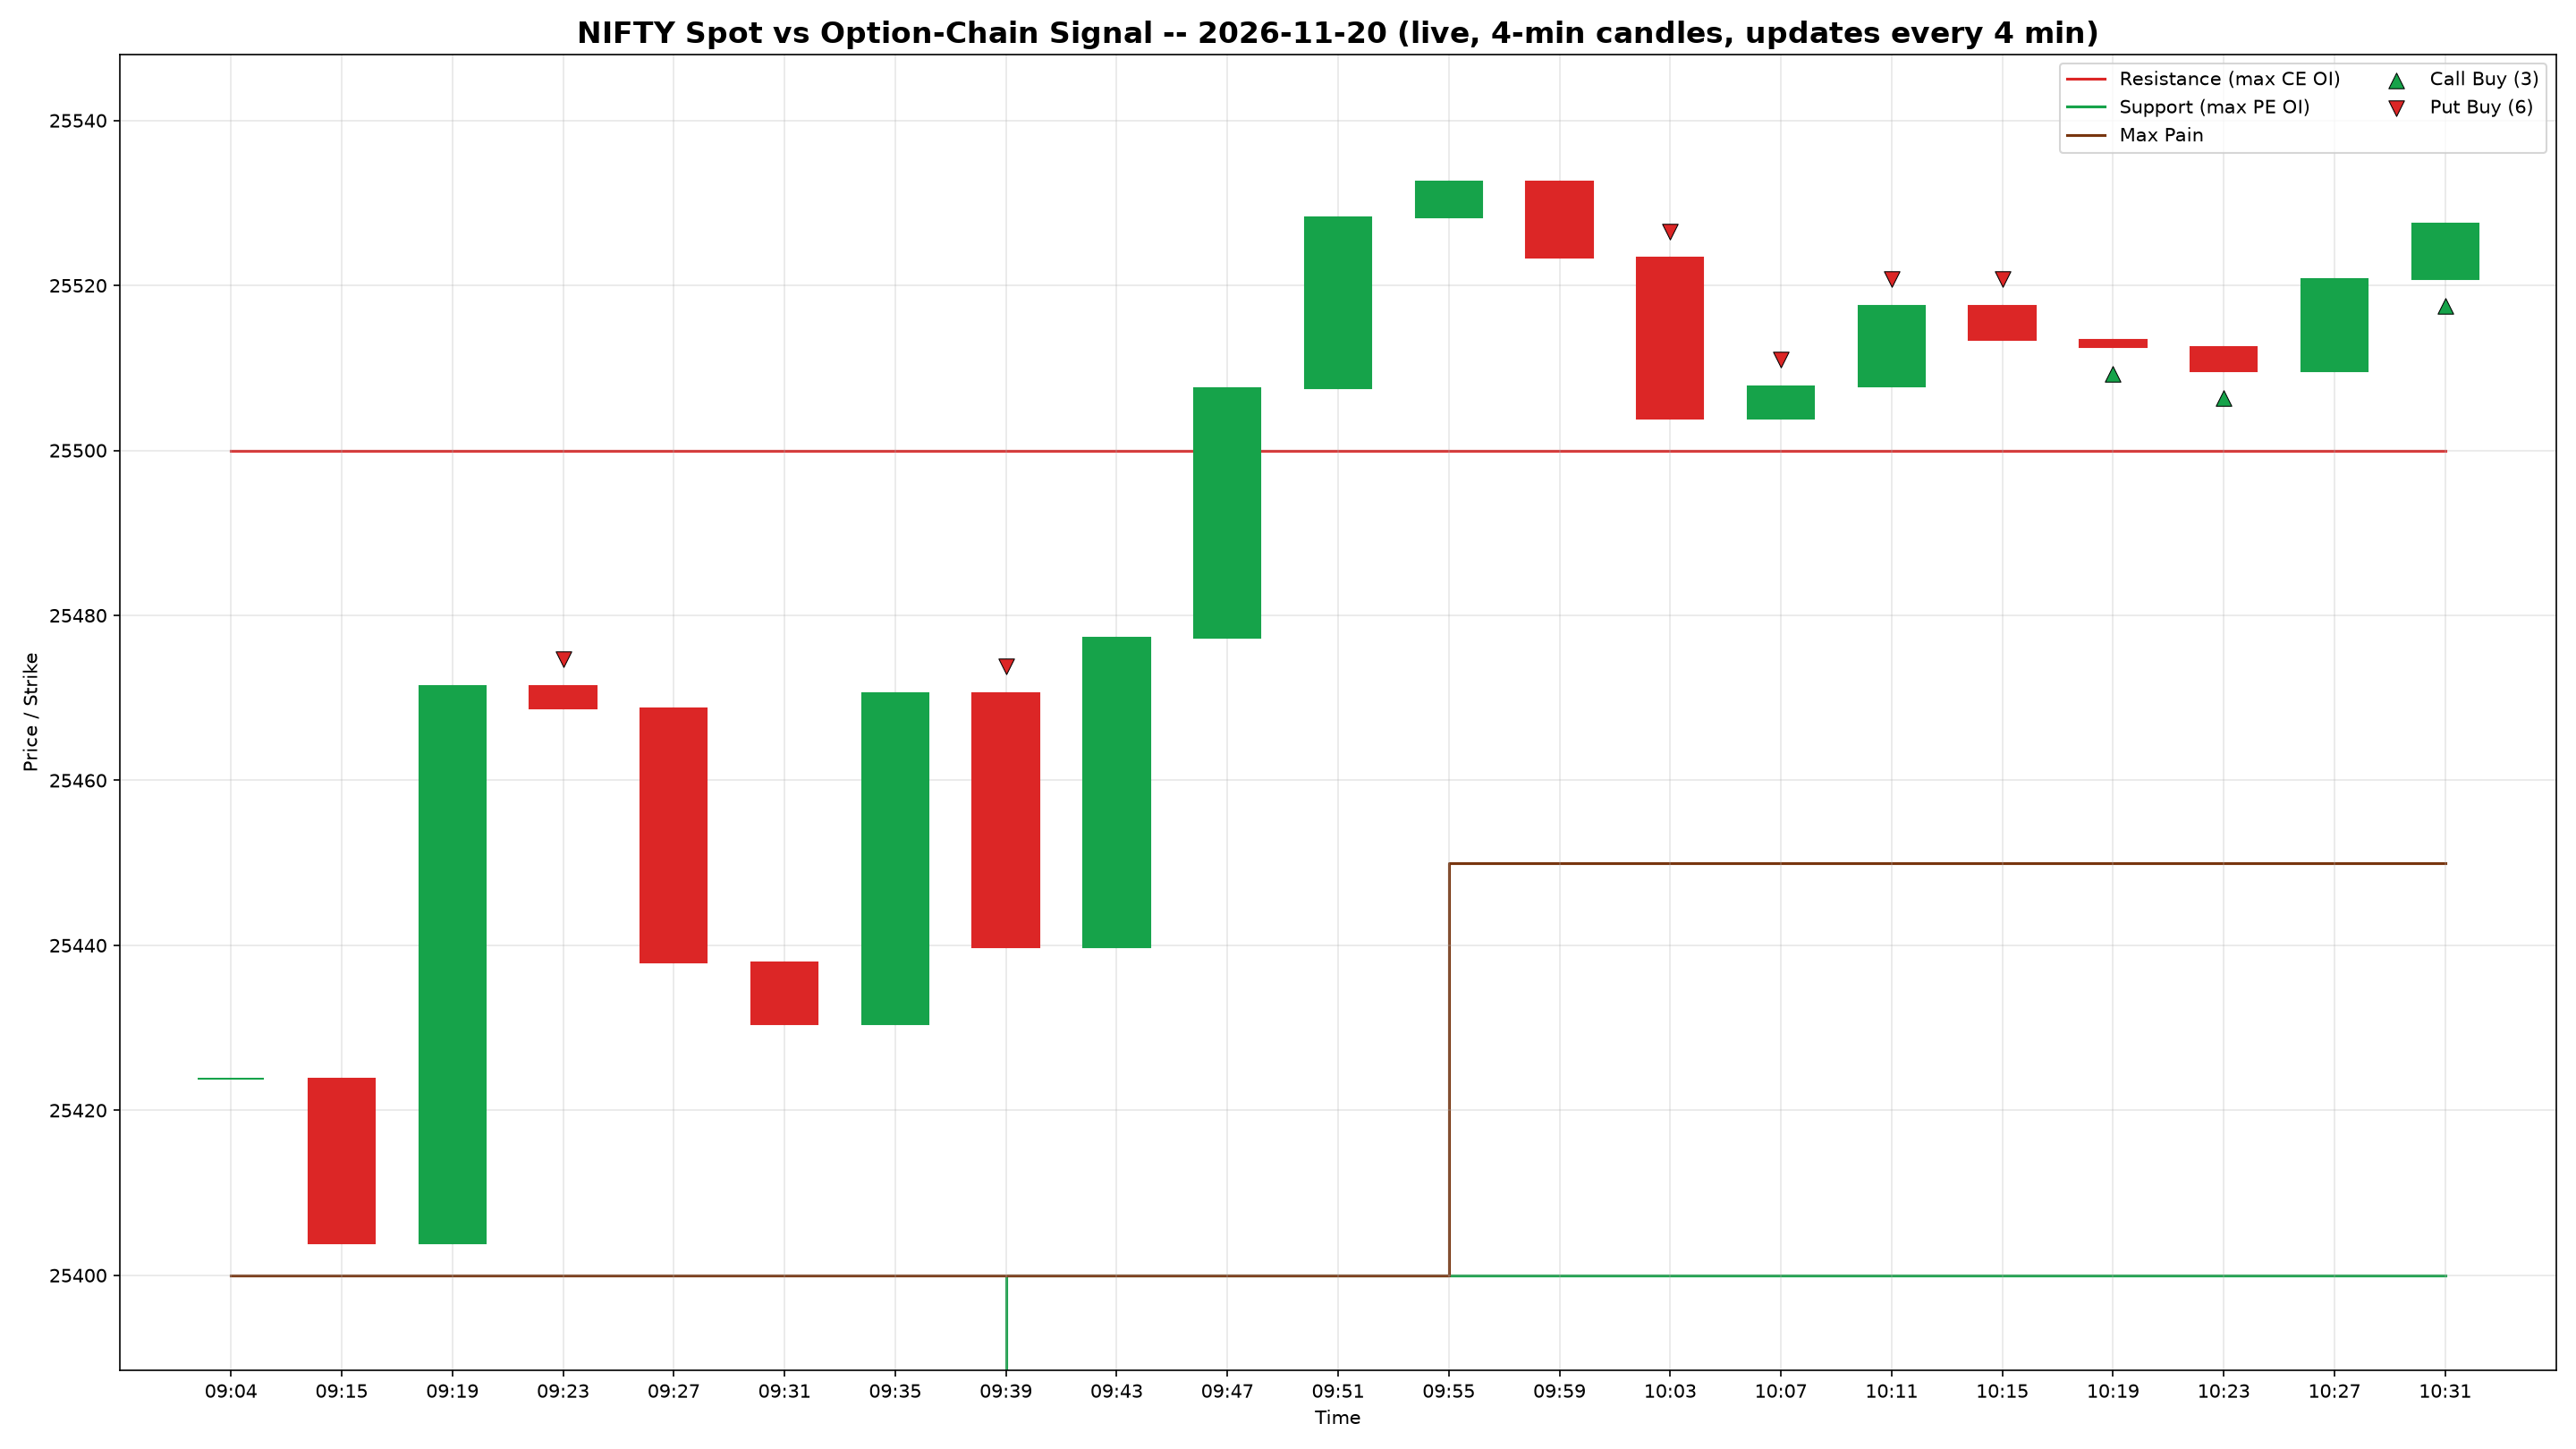 NIFTY Spot vs Option-Chain Signal -- 2026-11-20 (live, 4-min candles, updates every 4 min)
Resistance (max CE OI)
Support (max PE OI)
Max Pain
Call Buy (3)
Put Buy (6)
Price / Strike
25540
25520
25500
25480
25460
25440
25420
25400
09:04 09:15 09:19 09:23 09:27 09:31 09:35 09:39 09:43 09:47 09:51 09:55 09:59 10:03 10:07 10:11 10:15 10:19 10:23 10:27 10:31
Time